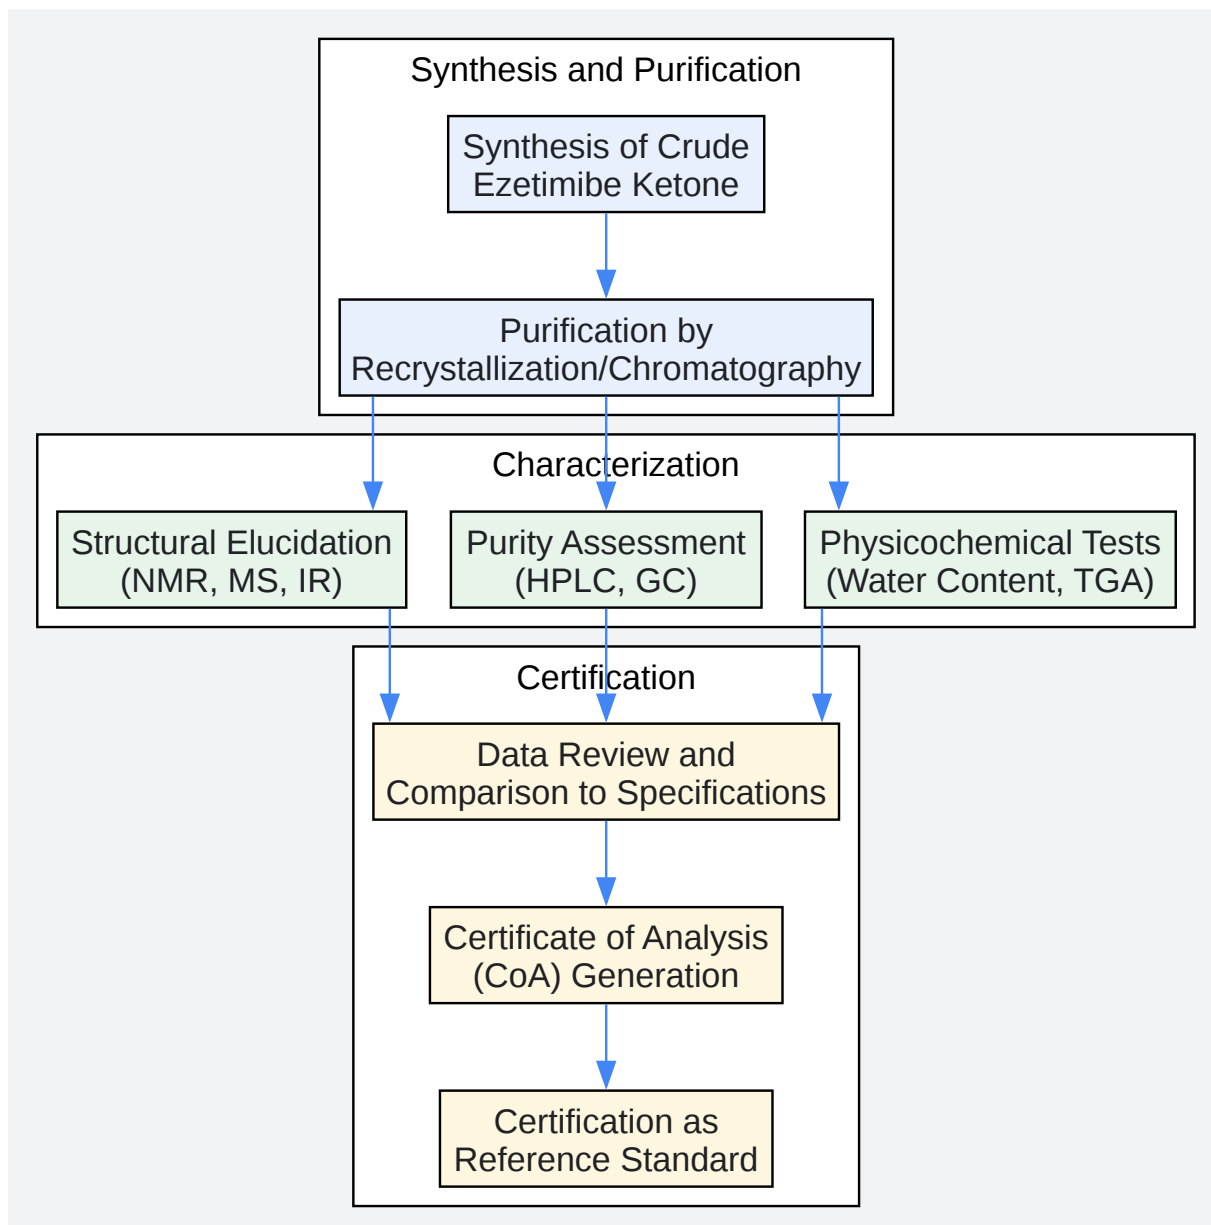 Synthesis and Purification
Synthesis of Crude
Ezetimibe Ketone
Purification by
Recrystallization/Chromatography
Characterization
Structural Elucidation
(NMR, MS, IR)
Purity Assessment
(HPLC, GC)
Physicochemical Tests
(Water Content, TGA)
Certification
Data Review and
Comparison to Specifications
Certificate of Analysis
(CoA) Generation
Certification as
Reference Standard